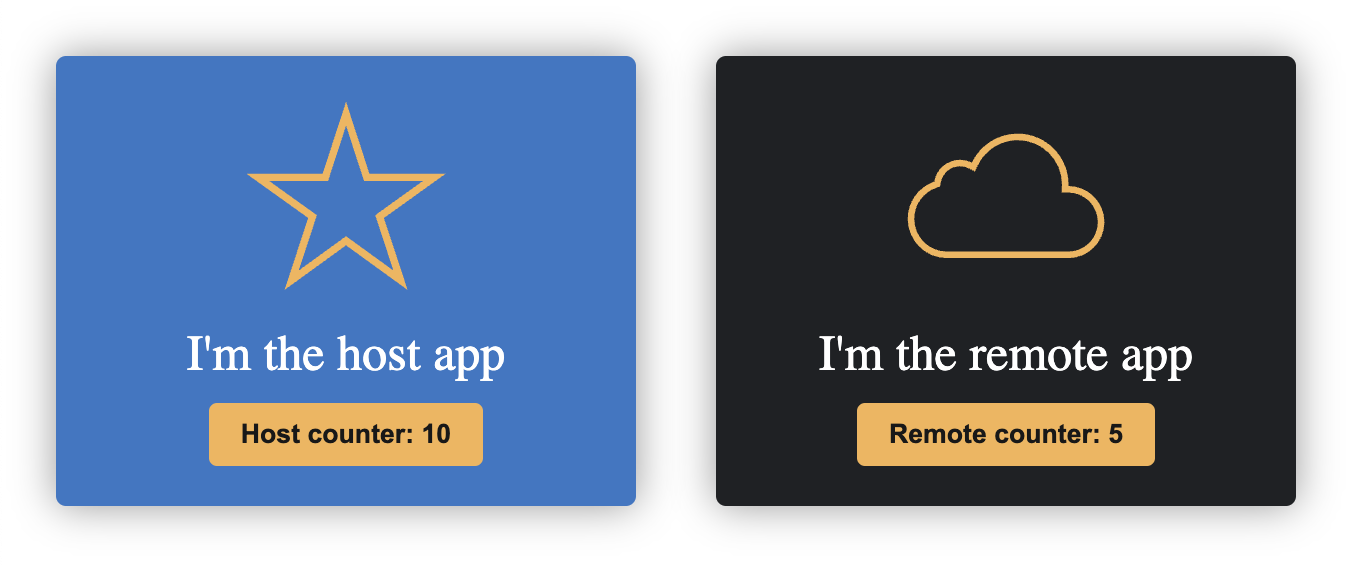 I'm the host app
Host counter: 10
I'm the remote app
Remote counter: 5